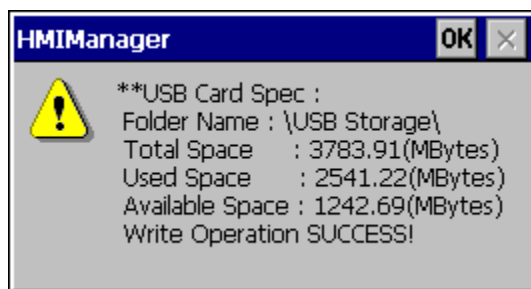 HMIManager OK
**USB Card Spec :
Folder Name : \USB Storage\
Total Space : 3783.91(MBytes)
Used Space : 2541.22(MBytes)
Available Space : 1242.69(MBytes)
Write Operation SUCCESS!